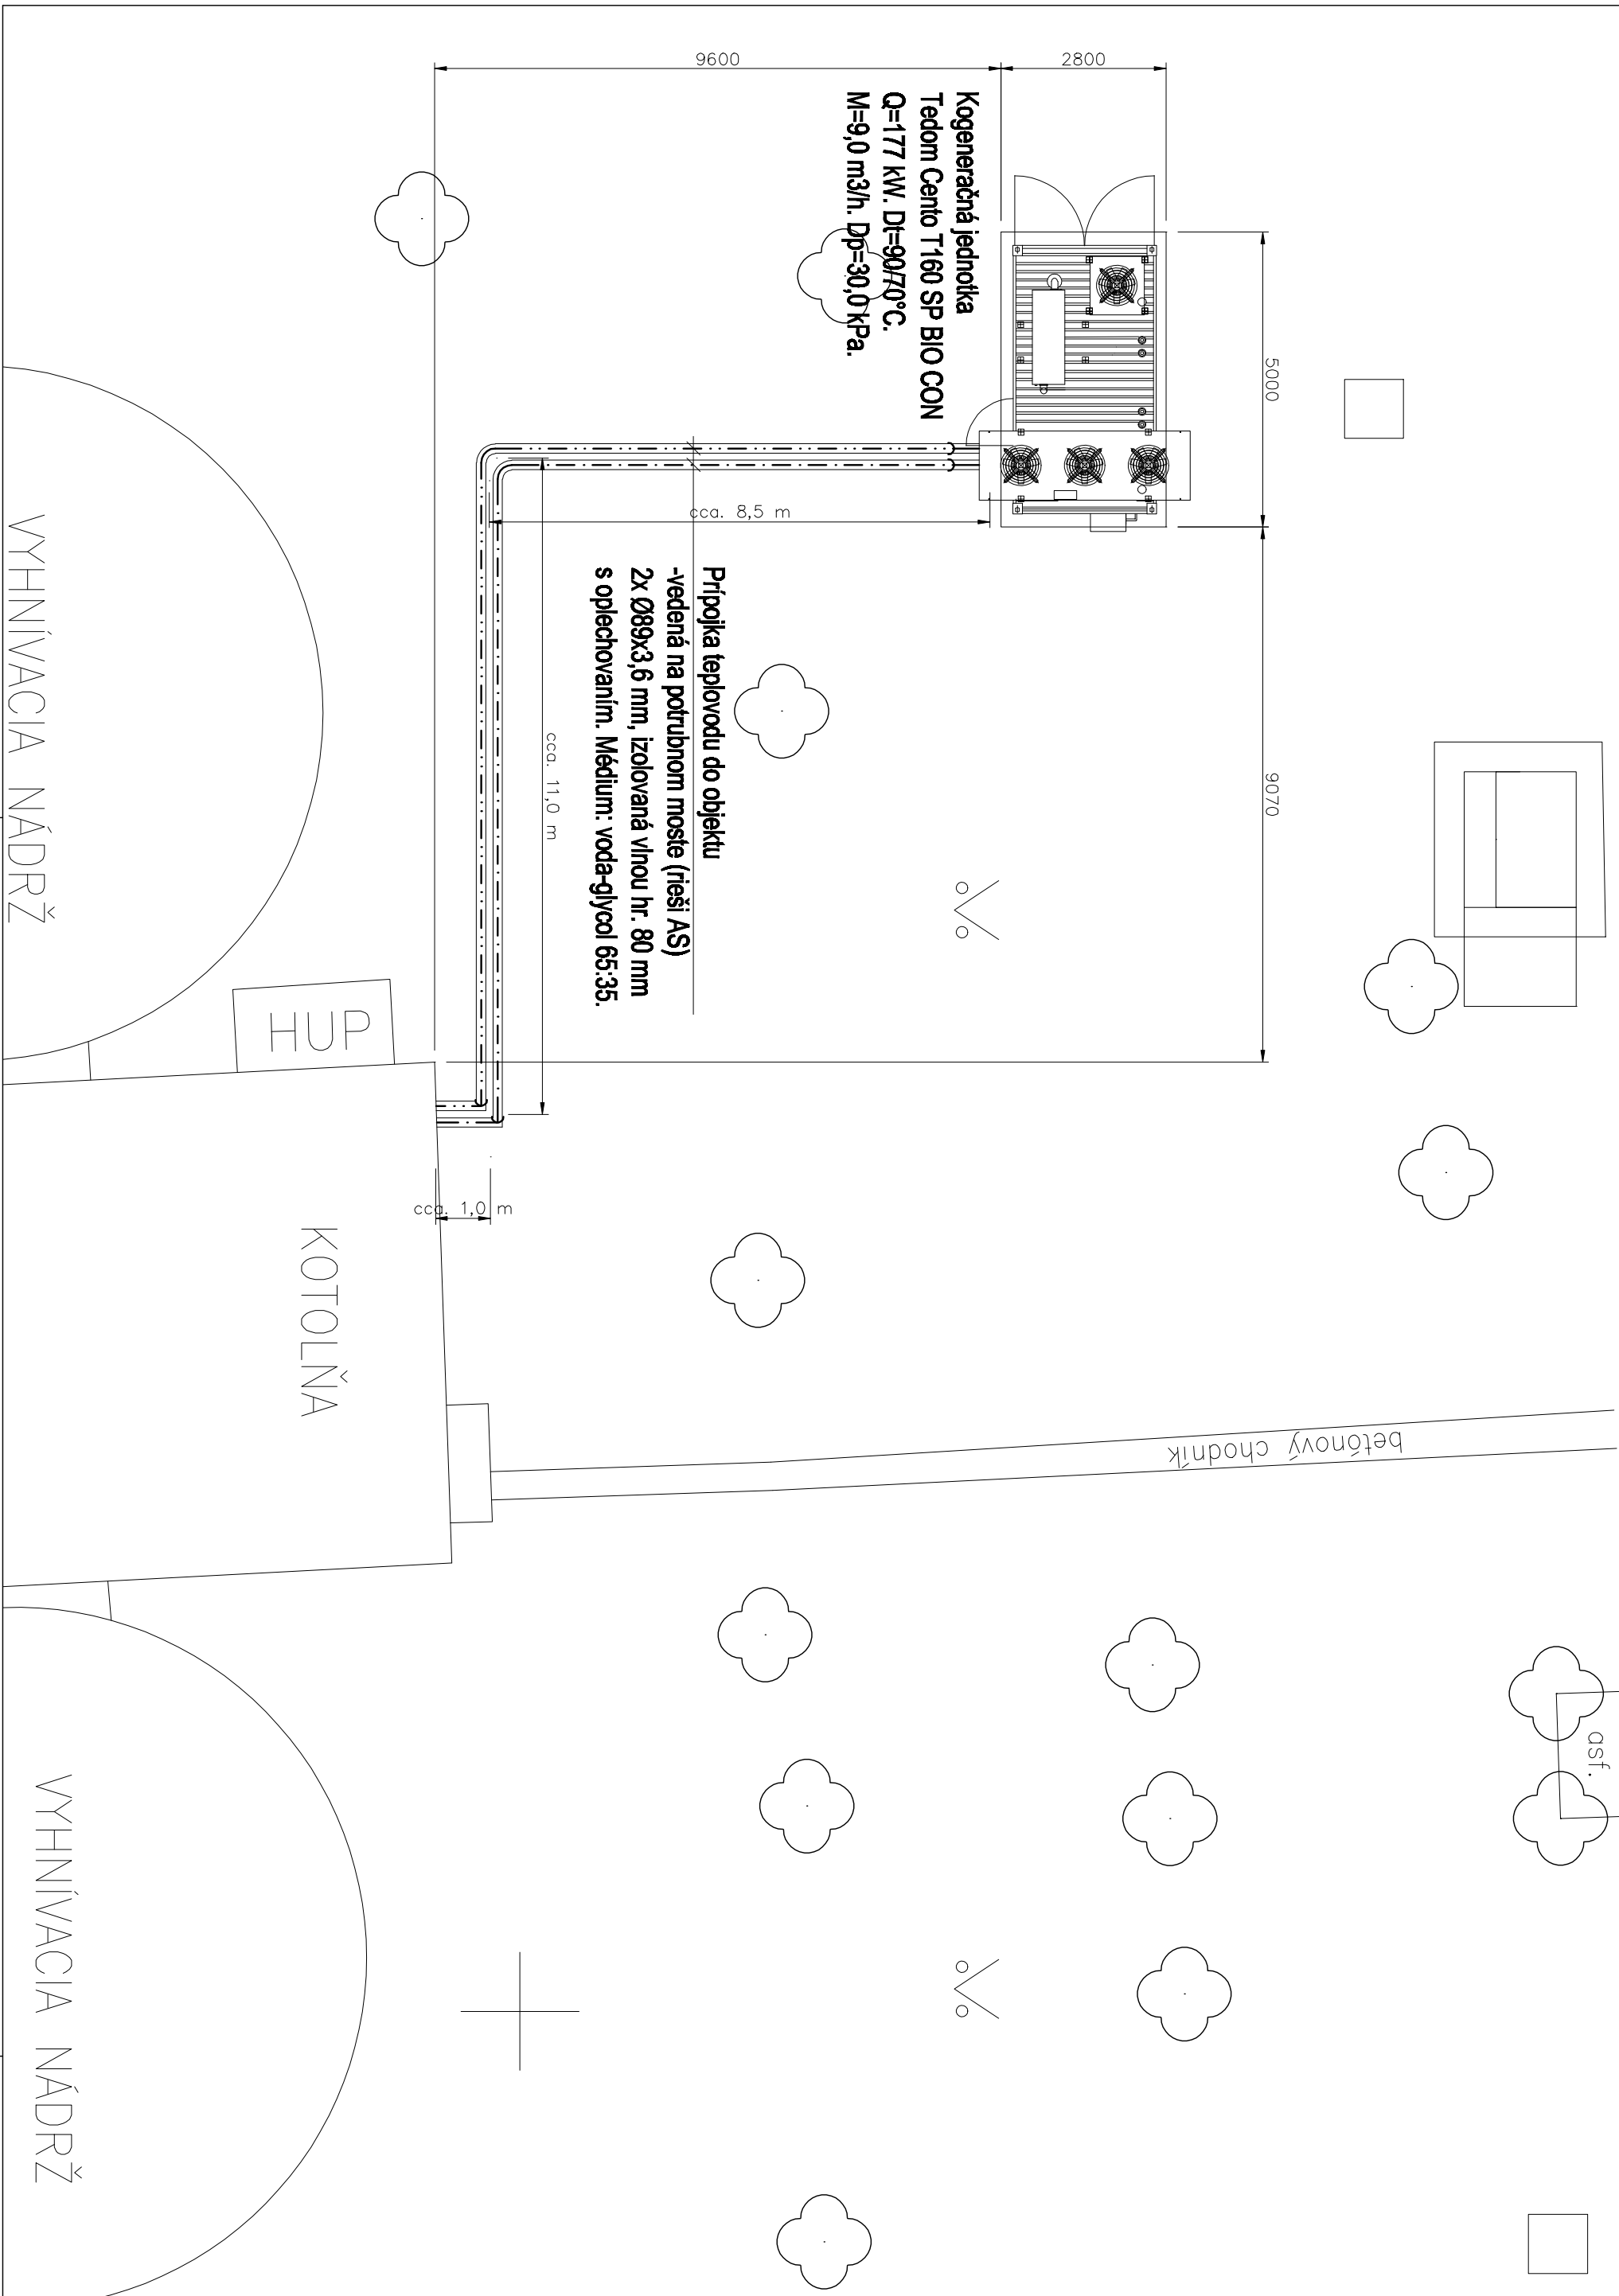 9600
2800
Kogeneračná jednotka
Tedom Cento T160 SP BIO CON
Q=177 kW. Dt=90/70°C.
M=9,0 m3/h. Dp=30,0 kPa.
5000
9070
cca. 8,5 m
Prípojka teplovodu do objektu
-vedená na potrubnom moste (rieši AS)
2x Ø89x3,6 mm, izolovaná vlnou hr. 80 mm
s oplechovaním. Médium: voda-glycol 65:35.
cca. 11,0 m
VYHNÍVACIA NÁDRŽ
HUP
cca. 1,0 m
KOTOLŇA
betónový chodník
asf.
VYHNÍVACIA NÁDRŽ